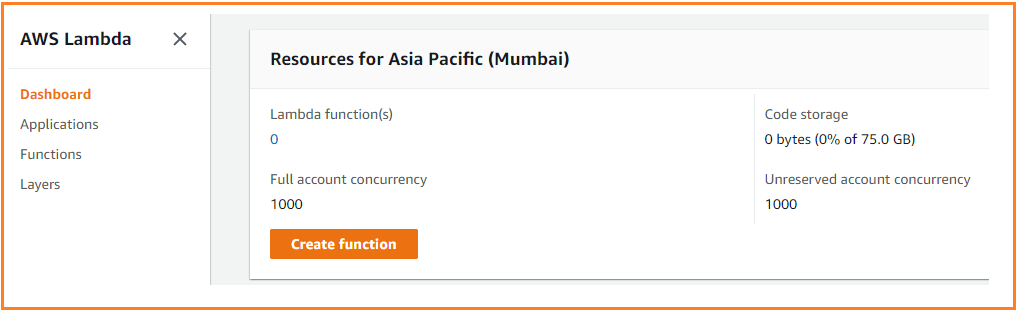 AWS Lambda
Dashboard
Applications
Functions
Layers
Resources for Asia Pacific (Mumbai)
Lambda function(s)
0
Code storage
0 bytes (0% of 75.0 GB)
Full account concurrency
1000
Unreserved account concurrency
1000
Create function